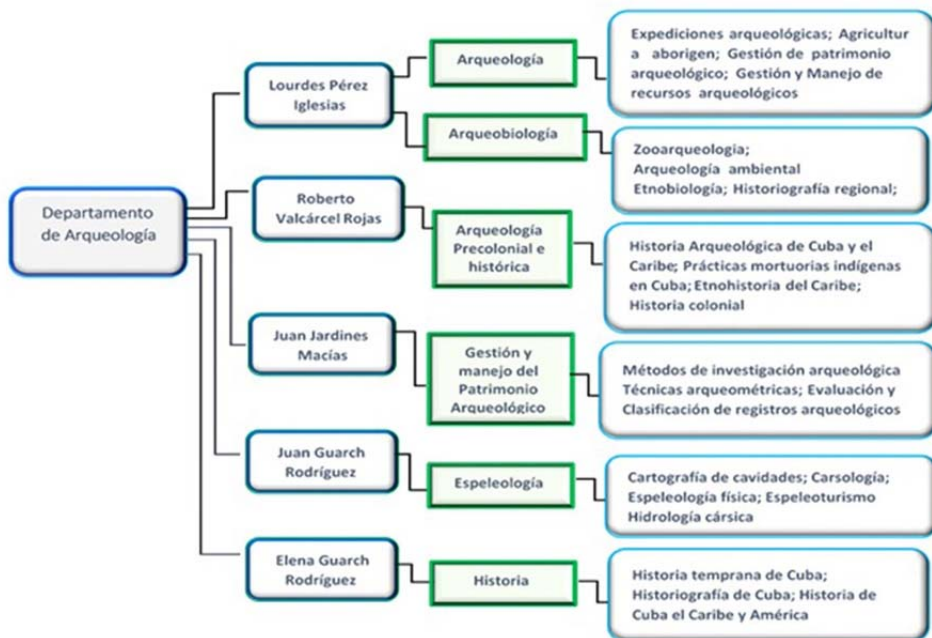 Departamento
de Arqueología
Lourdes Pérez
Iglesias
Arqueología
Expediciones arqueológicas; Agricultur
a aborigen; Gestión de patrimonio
arqueológico; Gestión y Manejo de
recursos arqueológicos
Arqueobiología
Zooarqueologia;
Arqueología ambiental
Etnobiología; Historiografía regional;
Roberto
Valcárcel Rojas
Arqueología
Precolonial e
histórica
Historia Arqueológica de Cuba y el
Caribe; Prácticas mortuorias indígenas
en Cuba; Etnohistoria del Caribe;
Historia colonial
Juan Jardines
Macías
Gestión y
manejo del
Patrimonio
Arqueológico
Métodos de investigación arqueológica
Técnicas arqueométricas; Evaluación y
Clasificación de registros arqueológicos
Juan Guarch
Rodríguez
Espeleología
Cartografía de cavidades; Carsología;
Espeleología física; Espeleoturismo
Hidrología cársica
Elena Guarch
Rodríguez
Historia
Historia temprana de Cuba;
Historiografía de Cuba; Historia de
Cuba el Caribe y América